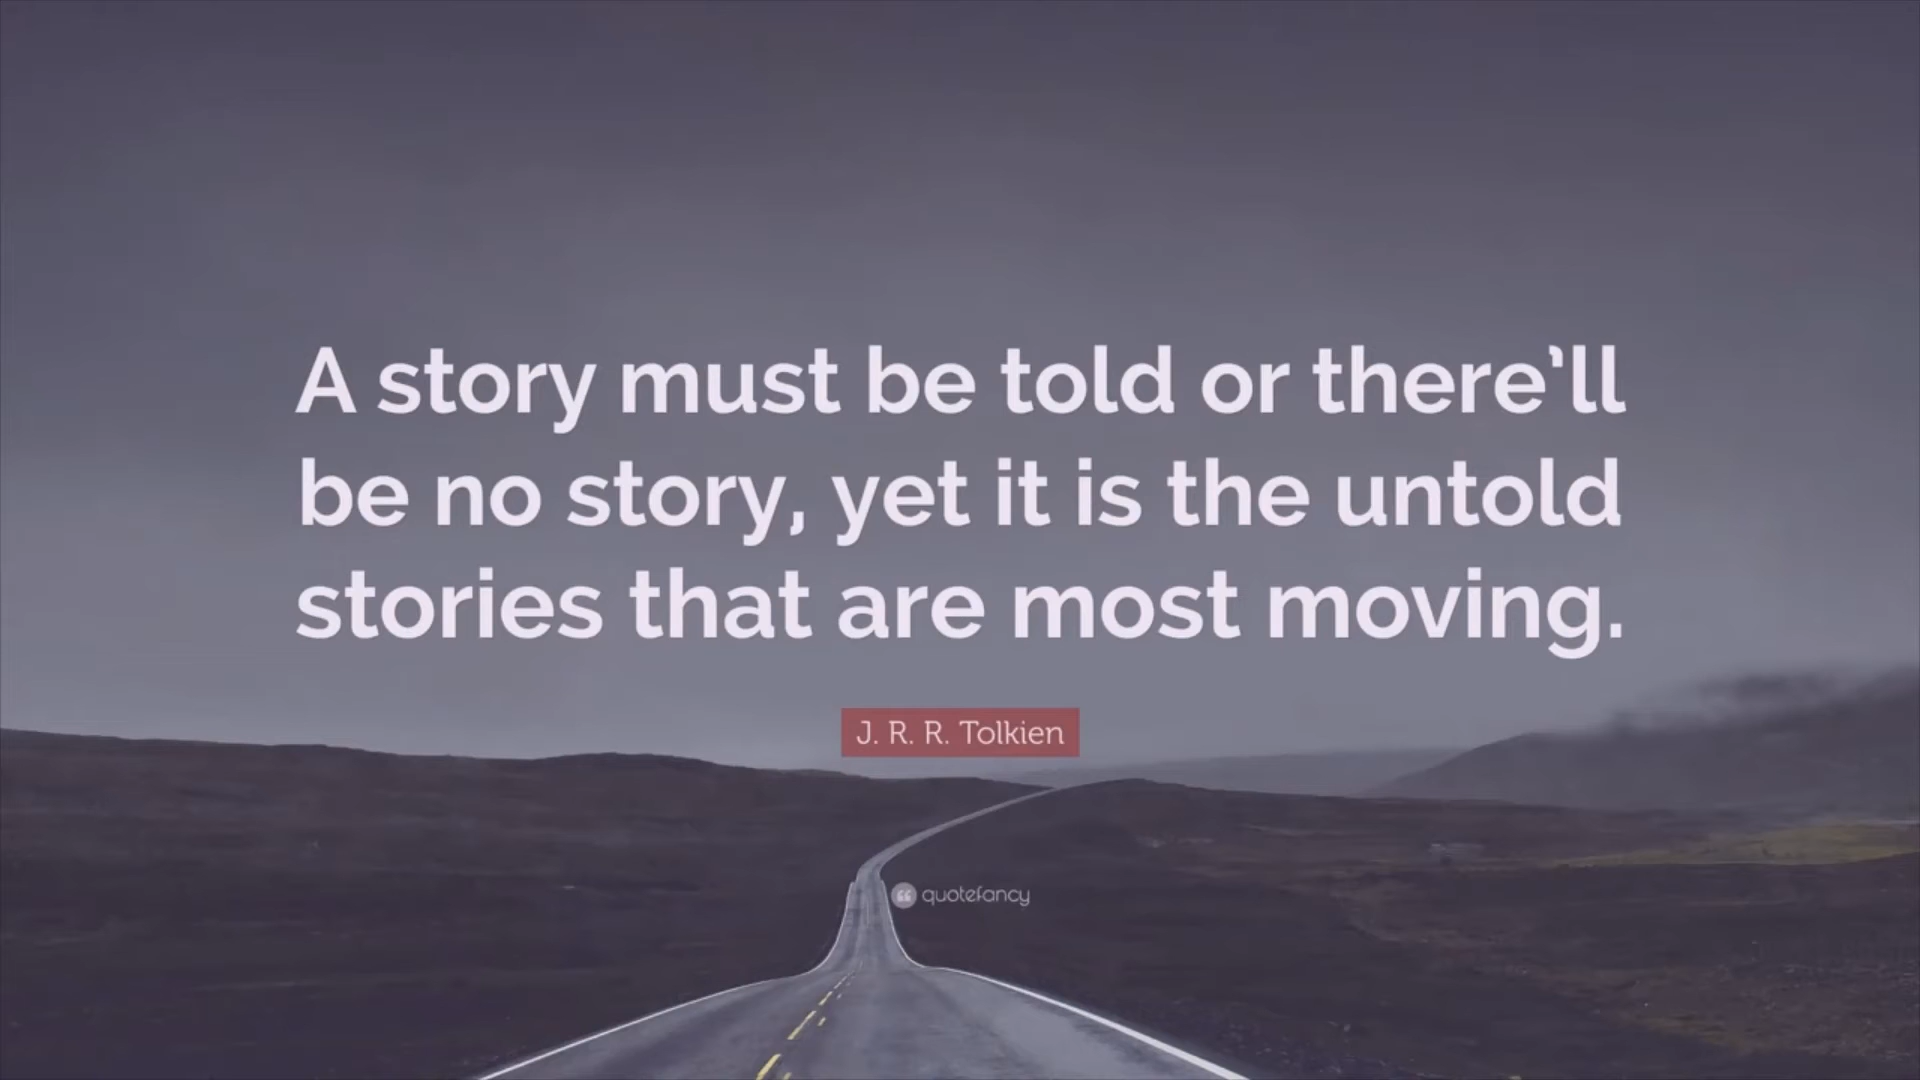 A story must be told or there’ll
be no story, yet it is the untold
stories that are most moving.
J. R. R. Tolkien
quotefancy